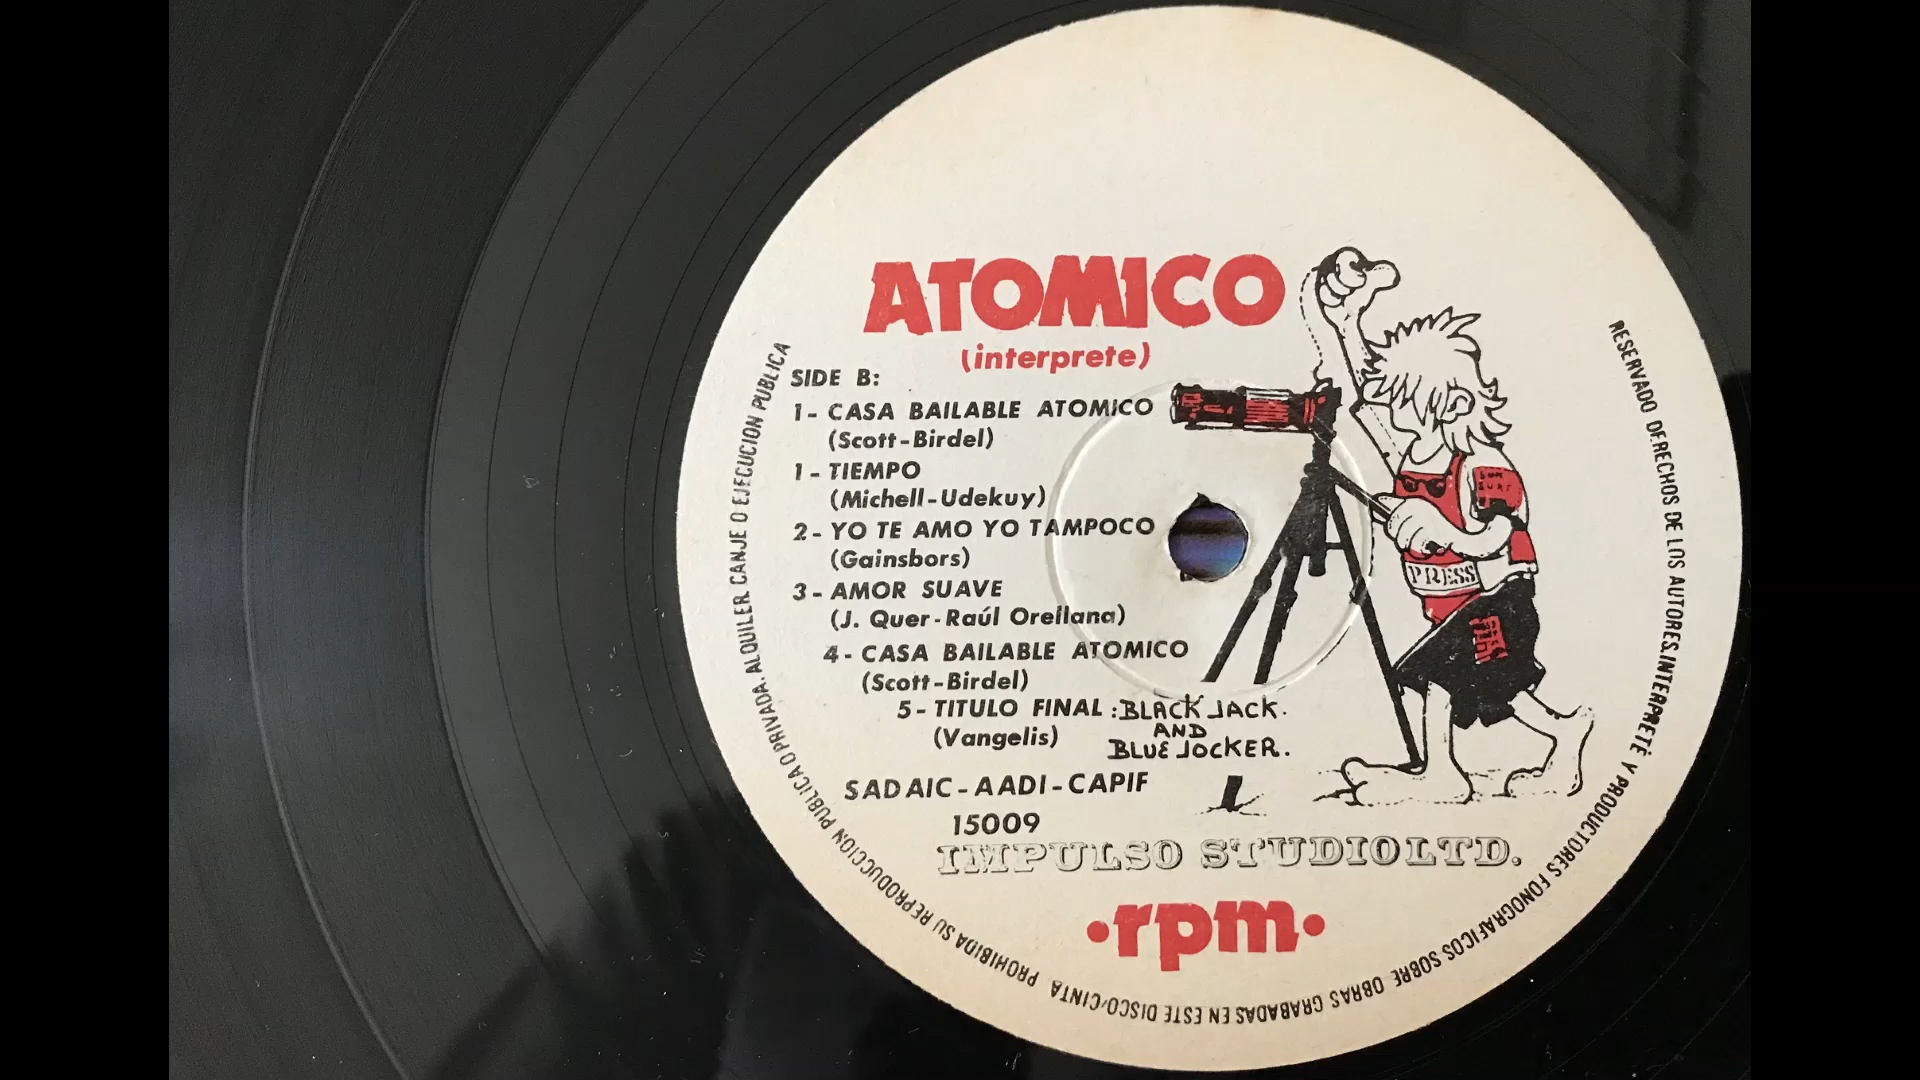 ATOMICO
(interprete)
SIDE B:
1- CASA BAILABLE ATOMICO
(Scott-Birdel)
1- TIEMPO
(Michell-Udekuy)
2- YO TE AMO YO TAMPOCO
(Gainsbors)
3- AMOR SUAVE
(J. Quer-Raúl Orellana)
4- CASA BAILABLE ATOMICO
(Scott-Birdel)
5- TITULO FINAL :BLACK JACK.
AND
(Vangelis) BLUE JOCKER.
SADAIC-AADI-CAPIF
15009
IMPULSO STUDIO LTD.
•rpm•
PRESS
RESERVADO DERECHOS DE LOS AUTORES, INTERPRETE Y PRODUCTORES FONOGRAFICOS SOBRE OBRAS GRABADAS EN ESTE DISCO/CINTA PROHIBIDA SU REPRODUCCION PUBLICA O PRIVADA. ALQUILER CANJE O EJECUCION PUBLICA